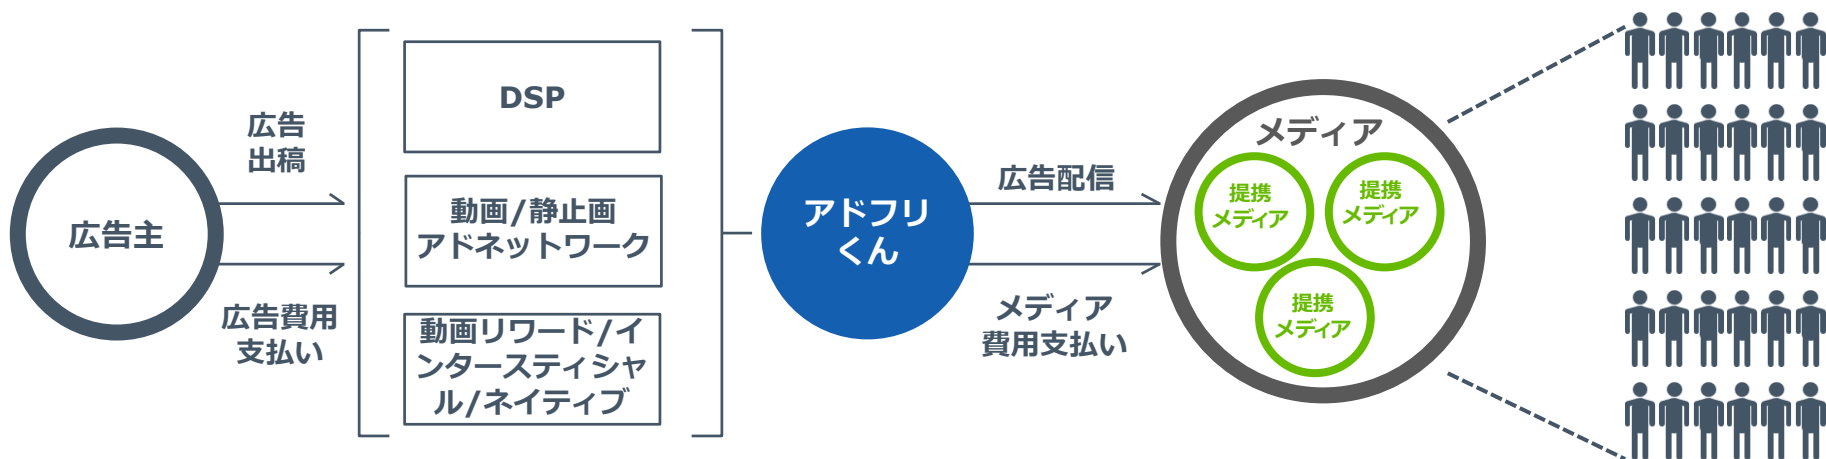 広告主
広告
出稿
広告費用
支払い
DSP
動画/静止画
アドネットワーク
動画リワード/イ
ンタースティシャ
ル/ネイティブ
アドフリ
くん
広告配信
メディア
費用支払い
メディア
提携
メディア
提携
メディア
提携
メディア